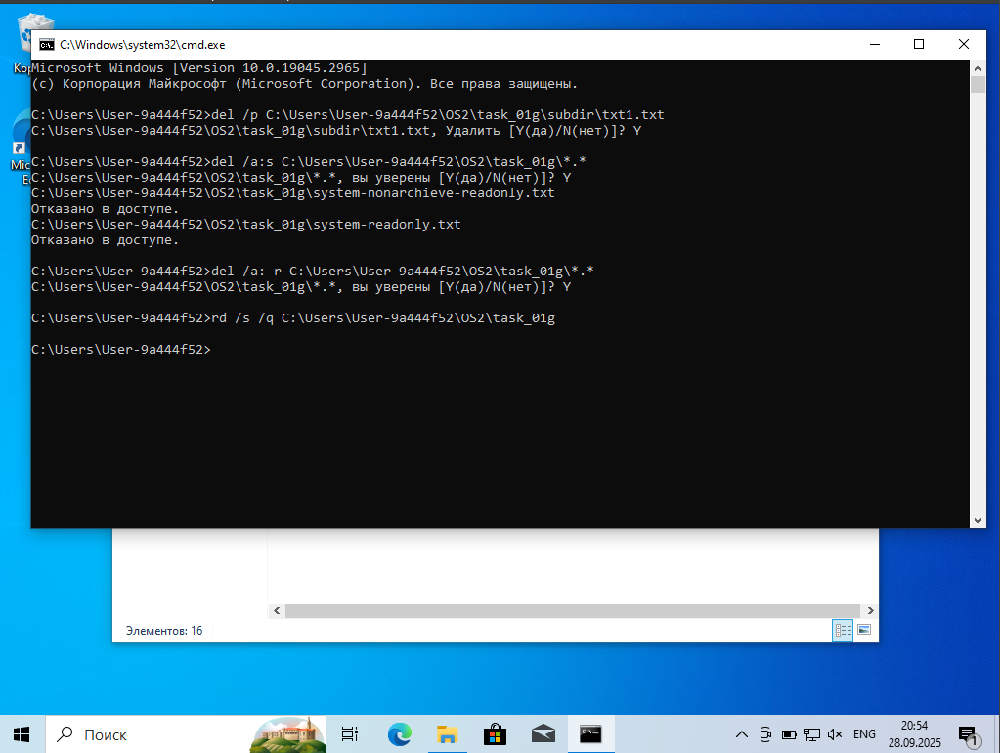 C:\Windows\system32\cmd.exe
Microsoft Windows [Version 10.0.19045.2965]
(c) Корпорация Майкрософт (Microsoft Corporation). Все права защищены.
C:\Users\User-9a444f52>del /p C:\Users\User-9a444f52\OS2\task_01g\subdir\txt1.txt
C:\Users\User-9a444f52\OS2\task_01g\subdir\txt1.txt, Удалить [Y(да)/N(нет)]? Y
C:\Users\User-9a444f52>del /a:s C:\Users\User-9a444f52\OS2\task_01g\*.*
C:\Users\User-9a444f52\OS2\task_01g\*.*, вы уверены [Y(да)/N(нет)]? Y
C:\Users\User-9a444f52\OS2\task_01g\system-nonarchieve-readonly.txt
Отказано в доступе.
C:\Users\User-9a444f52\OS2\task_01g\system-readonly.txt
Отказано в доступе.
C:\Users\User-9a444f52>del /a:-r C:\Users\User-9a444f52\OS2\task_01g\*.*
C:\Users\User-9a444f52\OS2\task_01g\*.*, вы уверены [Y(да)/N(нет)]? Y
C:\Users\User-9a444f52>rd /s /q C:\Users\User-9a444f52\OS2\task_01g
C:\Users\User-9a444f52>
Элементов: 16
Поиск
ENG
20:54
28.09.2025
1